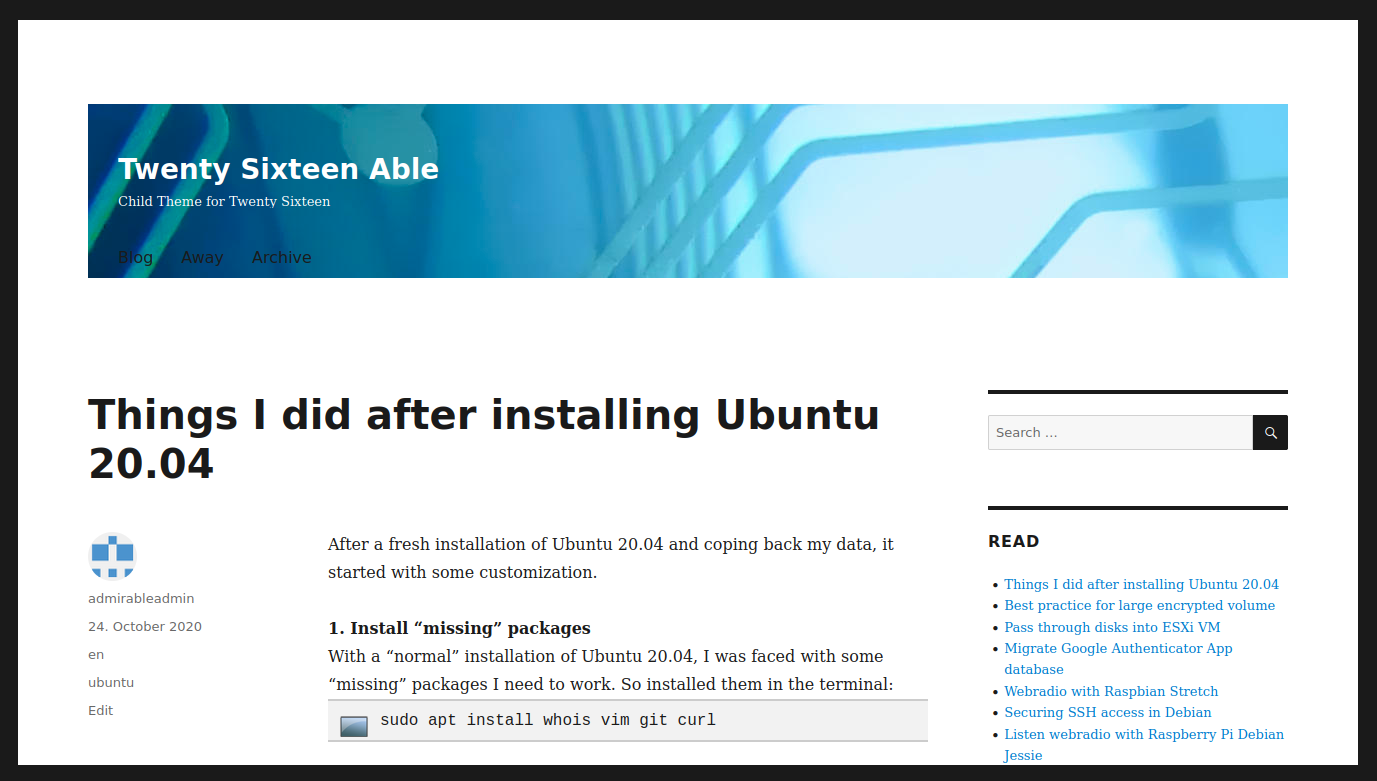 Twenty Sixteen Able
Child Theme for Twenty Sixteen
Blog Away Archive
Things I did after installing Ubuntu
20.04
admirableadmin
24. October 2020
en
ubuntu
Edit
After a fresh installation of Ubuntu 20.04 and coping back my data, it
started with some customization.
1. Install “missing” packages
With a “normal” installation of Ubuntu 20.04, I was faced with some
“missing” packages I need to work. So installed them in the terminal:
sudo apt install whois vim git curl
Search …
READ
Things I did after installing Ubuntu 20.04
Best practice for large encrypted volume
Pass through disks into ESXi VM
Migrate Google Authenticator App
database
Webradio with Raspbian Stretch
Securing SSH access in Debian
Listen webradio with Raspberry Pi Debian
Jessie